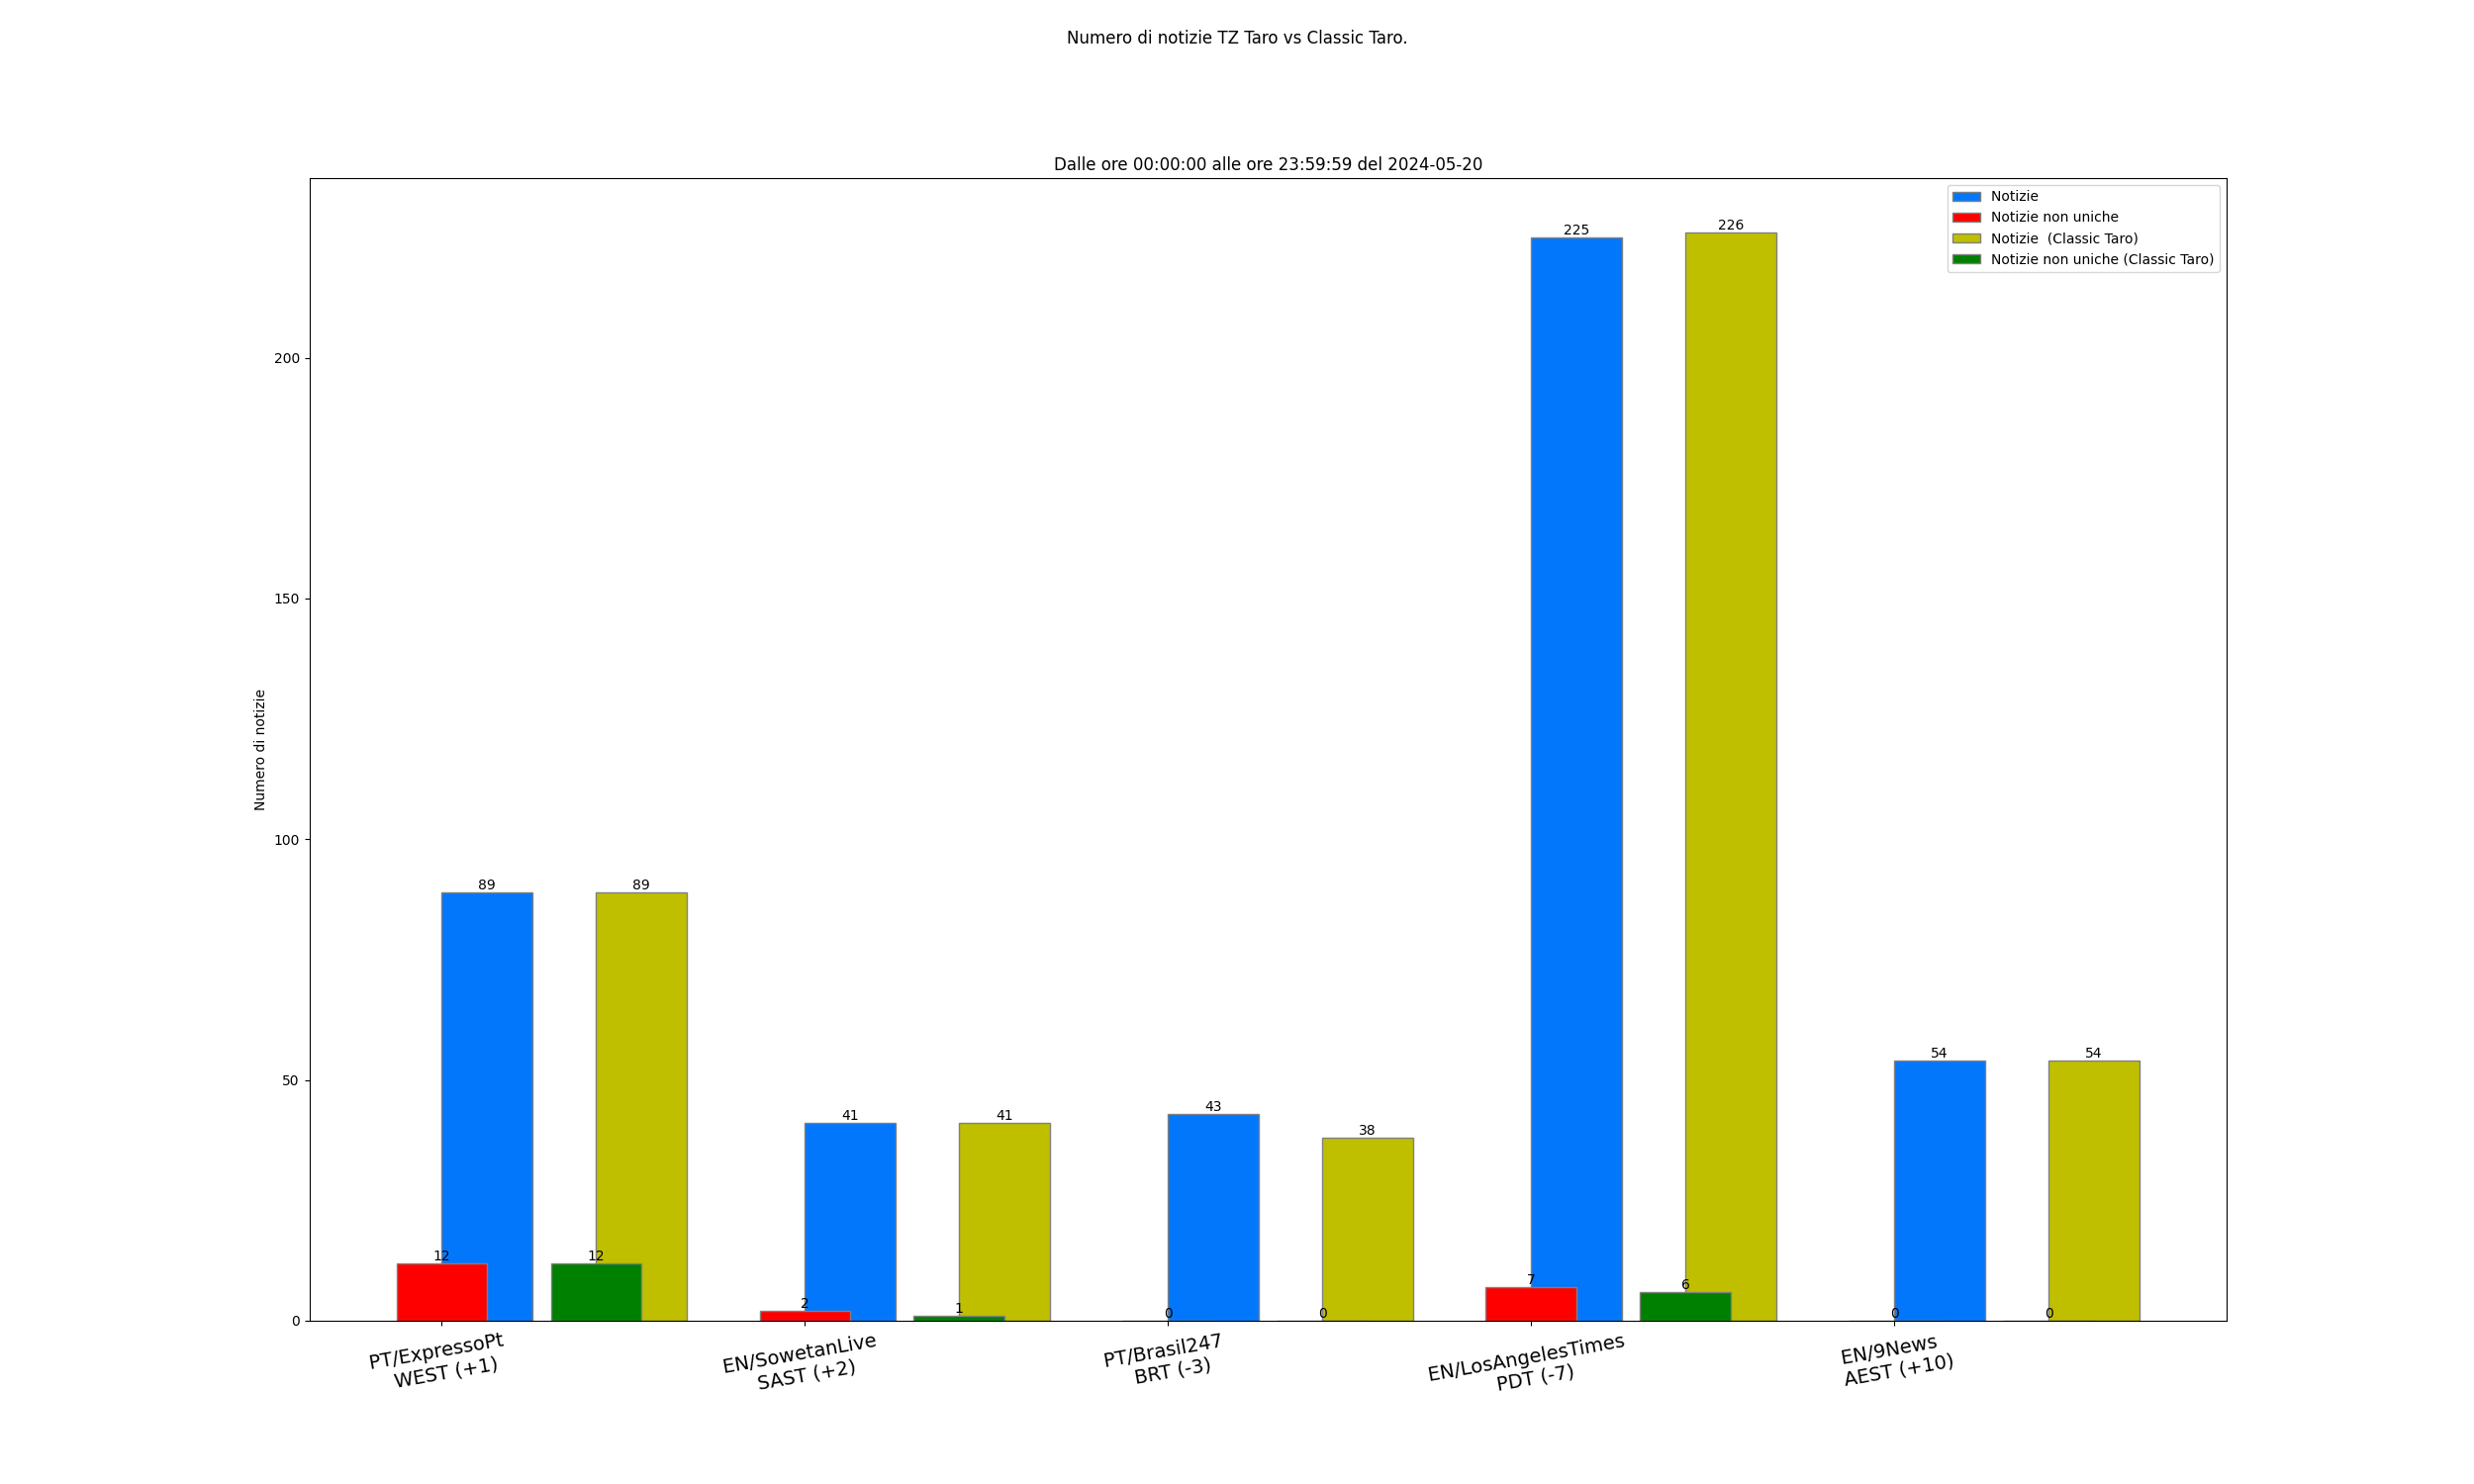 Numero di notizie TZ Taro vs Classic Taro.
Dalle ore 00:00:00 alle ore 23:59:59 del 2024-05-20
Notizie
Notizie non uniche
Notizie  (Classic Taro)
Notizie non uniche (Classic Taro)
Numero di notizie
200
150
100
50
0
89
89
12
12
41
41
2
1
43
38
0
0
225
226
7
6
54
54
0
0
PT/ExpressoPt
WEST (+1)
EN/SowetanLive
SAST (+2)
PT/Brasil247
BRT (-3)
EN/LosAngelesTimes
PDT (-7)
EN/9News
AEST (+10)